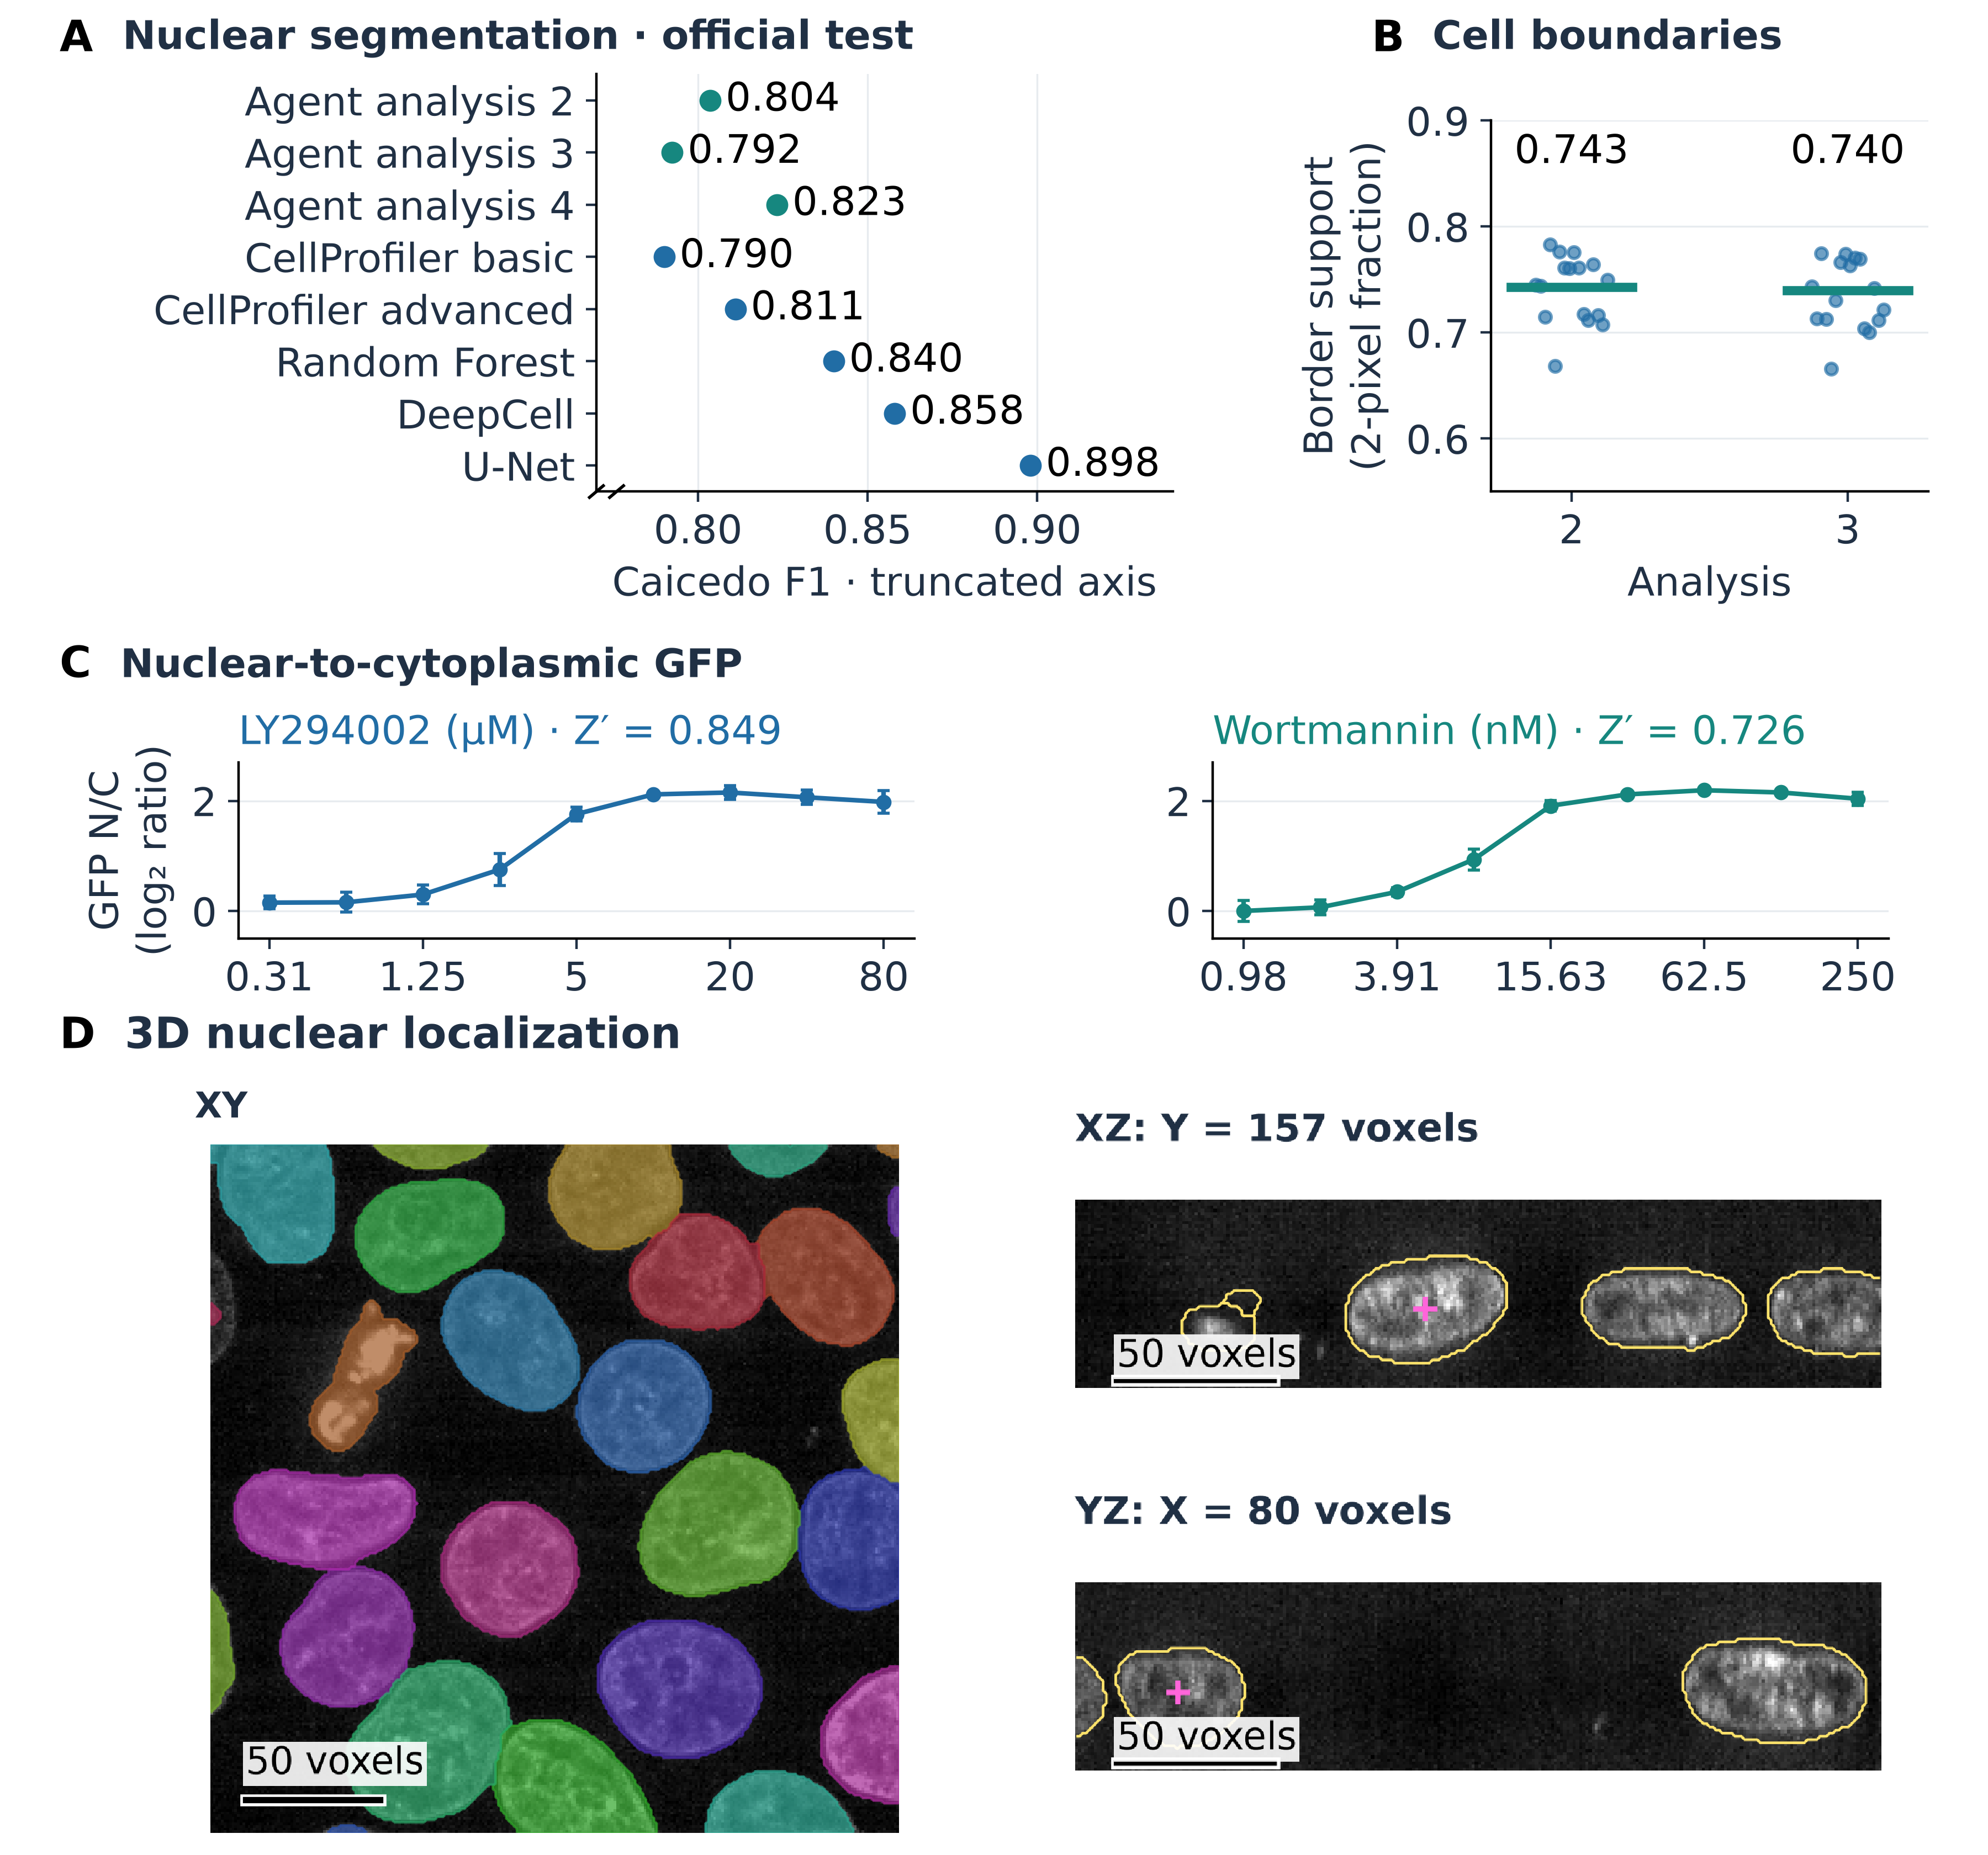 A Nuclear segmentation · official test
Agent analysis 2
0.804
Agent analysis 3
0.792
Agent analysis 4
0.823
CellProfiler basic
0.790
CellProfiler advanced
0.811
Random Forest
0.840
DeepCell
0.858
U-Net
0.898
0.80 0.85 0.90
Caicedo F1 · truncated axis
B Cell boundaries
Border support
(2-pixel fraction)
0.9
0.8
0.7
0.6
0.743 0.740
2 3
Analysis
C Nuclear-to-cytoplasmic GFP
LY294002 (μM) · Z′ = 0.849
GFP N/C
(log₂ ratio)
2
0
0.31 1.25 5 20 80
Wortmannin (nM) · Z′ = 0.726
2
0
0.98 3.91 15.63 62.5 250
D 3D nuclear localization
XY
50 voxels
XZ: Y = 157 voxels
50 voxels
YZ: X = 80 voxels
50 voxels